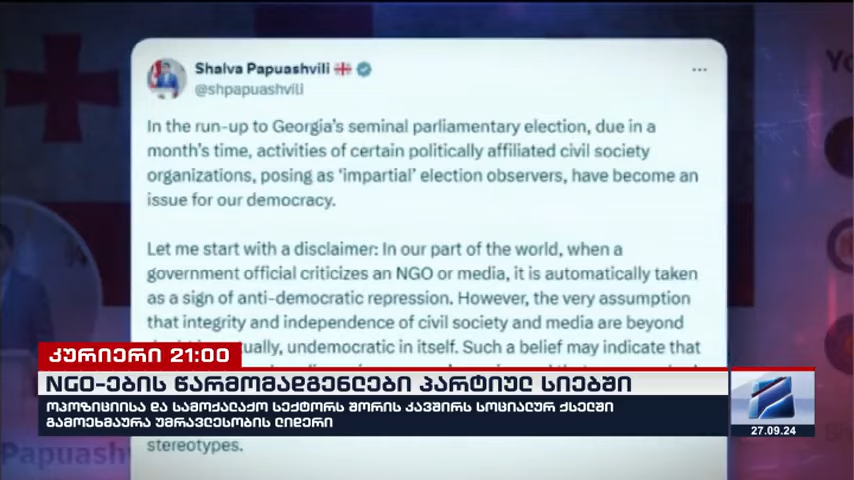 Shalva Papuashvili
@shpapuashvili
In the run-up to Georgia's seminal parliamentary election, due in a
month's time, activities of certain politically affiliated civil society
organizations, posing as 'impartial' election observers, have become an
issue for our democracy.
Let me start with a disclaimer: In our part of the world, when a
government official criticizes an NGO or media, it is automatically taken
as a sign of anti-democratic repression. However, the very assumption
that integrity and independence of civil society and media are beyond
undemocratic in itself. Such a belief may indicate that
კურიერი 21:00
NGO-ების წარმომადგენლები პარტიულ სიებში
ოპოზიციისა და სამოქალაქო სექტორს შორის კავშირს სოციალურ ქსელში
გამოეხმაურა უმრავლესობის ლიდერი
27.09.24
stereotypes.